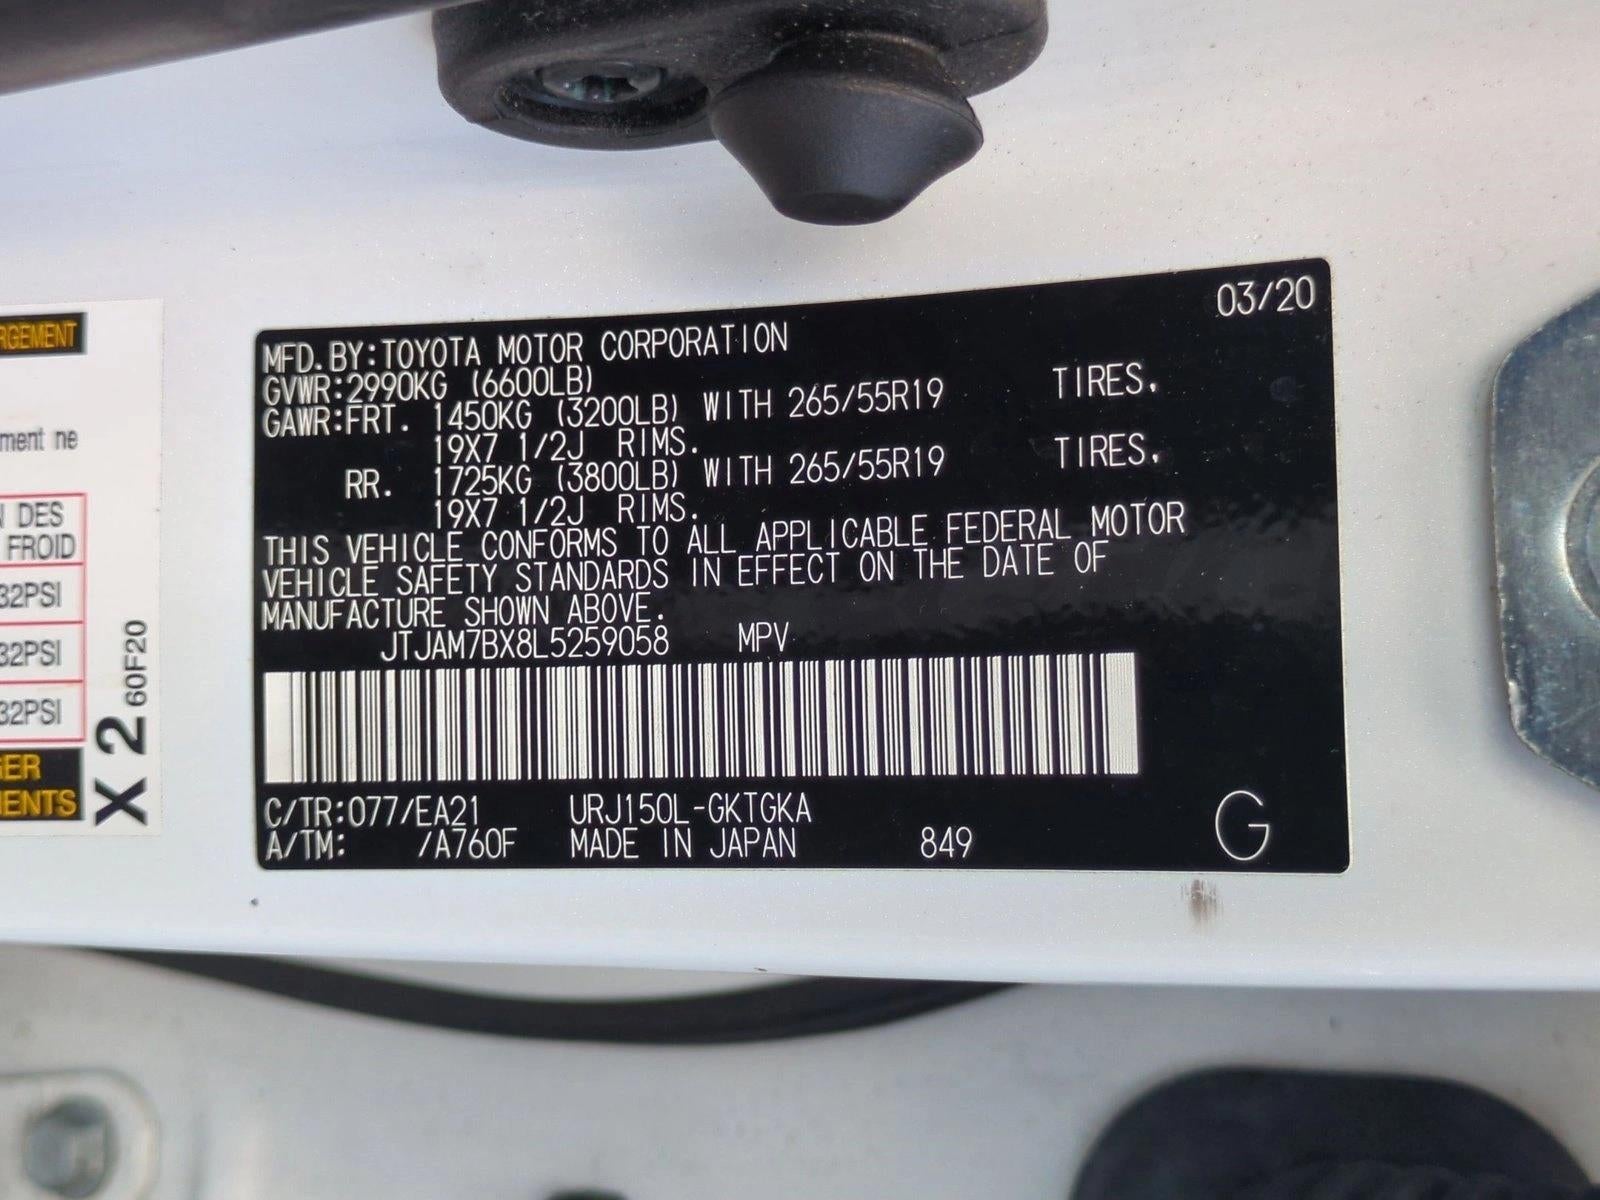 RGEMENT
ment ne
N DES
FROID
32PSI
32PSI
32PSI
GER
MENTS
X 2 60F20
03/20
MFD.BY:TOYOTA MOTOR CORPORATION
GVWR:2990KG (6600LB)
GAWR:FRT. 1450KG (3200LB) WITH 265/55R19 TIRES.
19X7 1/2J RIMS.
RR. 1725KG (3800LB) WITH 265/55R19 TIRES.
19X7 1/2J RIMS.
THIS VEHICLE CONFORMS TO ALL APPLICABLE FEDERAL MOTOR
VEHICLE SAFETY STANDARDS IN EFFECT ON THE DATE OF
MANUFACTURE SHOWN ABOVE.
JTJAM7BX8L5259058 MPV
C/TR:077/EA21 URJ150L-GKTGKA
A/TM: /A760F MADE IN JAPAN 849
G